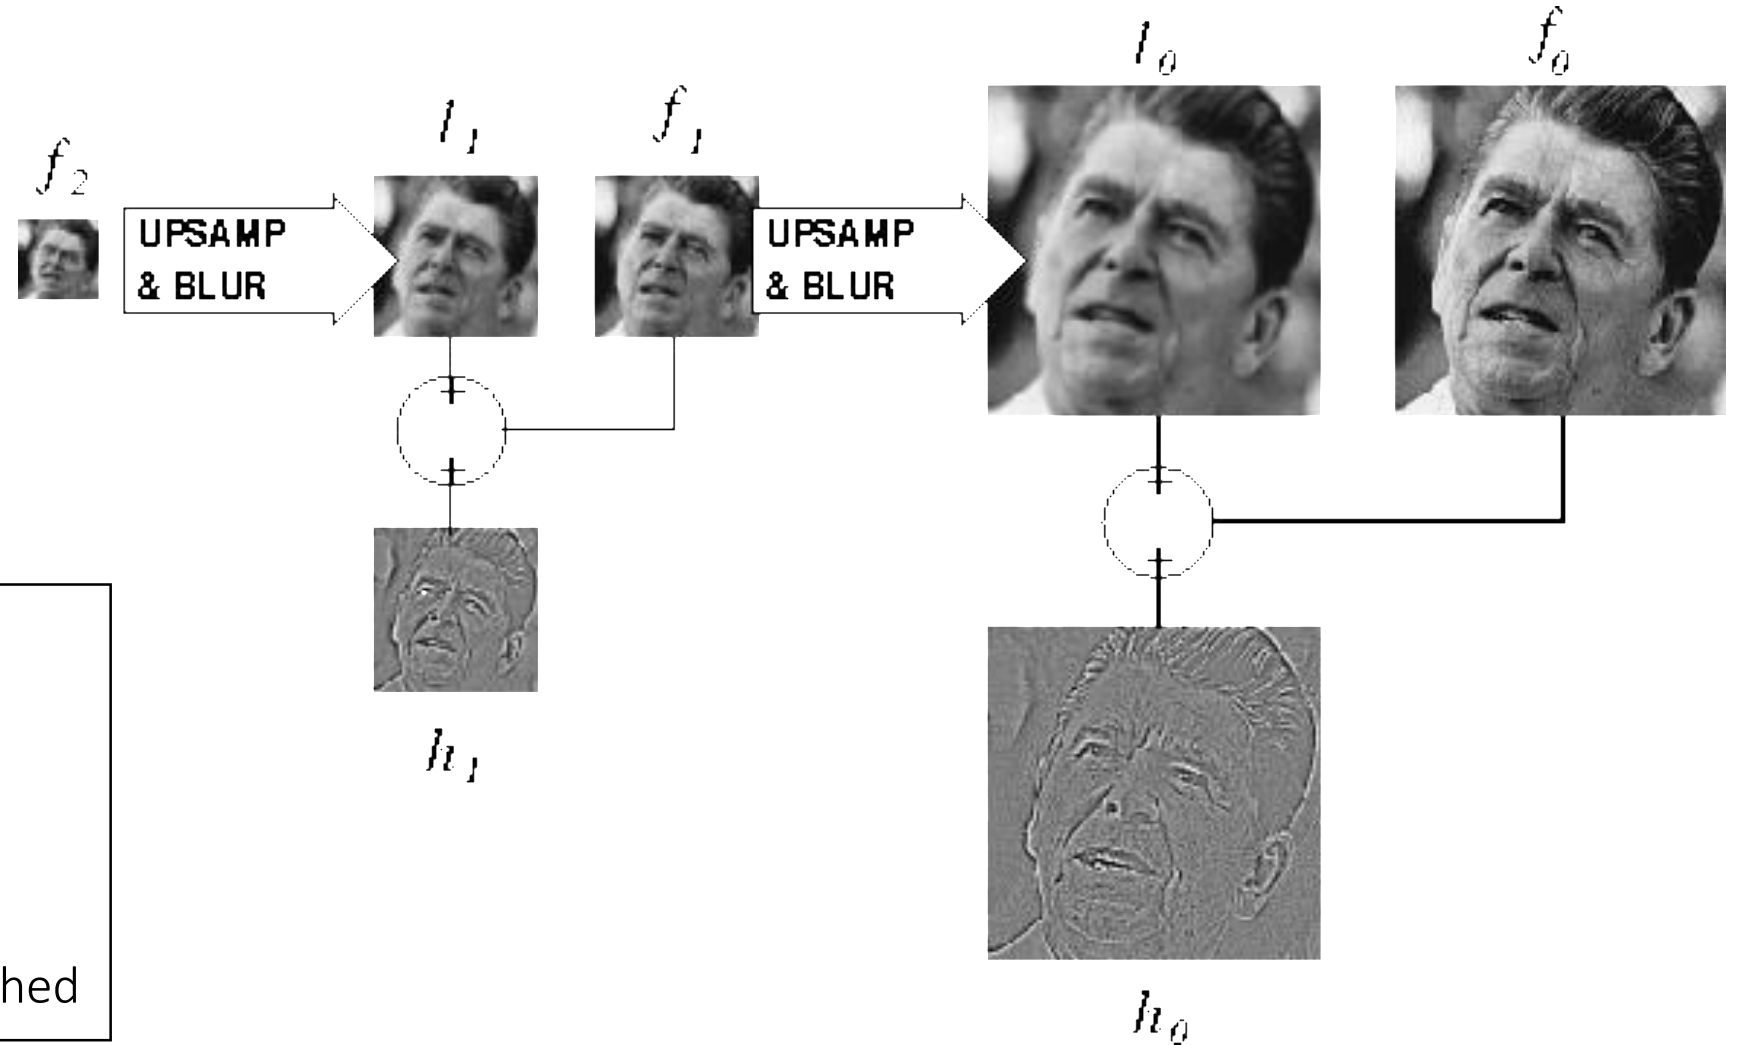 f₂
UPSAMP
& BLUR
l₁
f₁
UPSAMP
& BLUR
l₀
f₀
h₁
h₀
hed